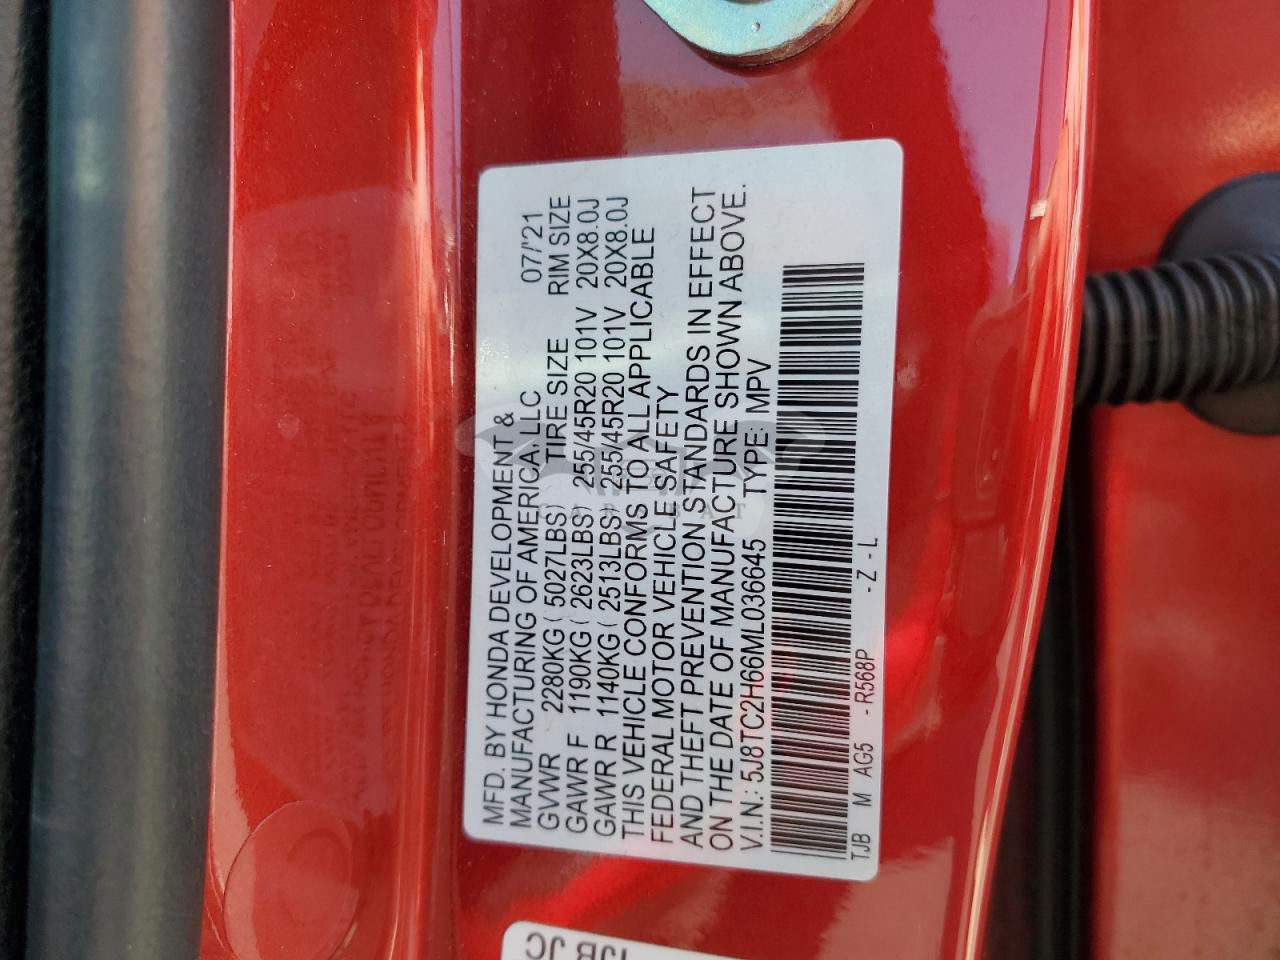 MFD. BY HONDA DEVELOPMENT &
MANUFACTURING OF AMERICA, LLC 07/'21
GVWR 2280KG ( 5027LBS) TIRE SIZE RIM SIZE
GAWR F 1190KG ( 2623LBS) 255/45R20 101V 20X8.0J
GAWR R 1140KG ( 2513LBS) 255/45R20 101V 20X8.0J
THIS VEHICLE CONFORMS TO ALL APPLICABLE
FEDERAL MOTOR VEHICLE SAFETY
AND THEFT PREVENTION STANDARDS IN EFFECT
ON THE DATE OF MANUFACTURE SHOWN ABOVE.
V.I.N.: 5J8TC2H66ML036645 TYPE: MPV
TJB M AG5 -R568P -Z -L